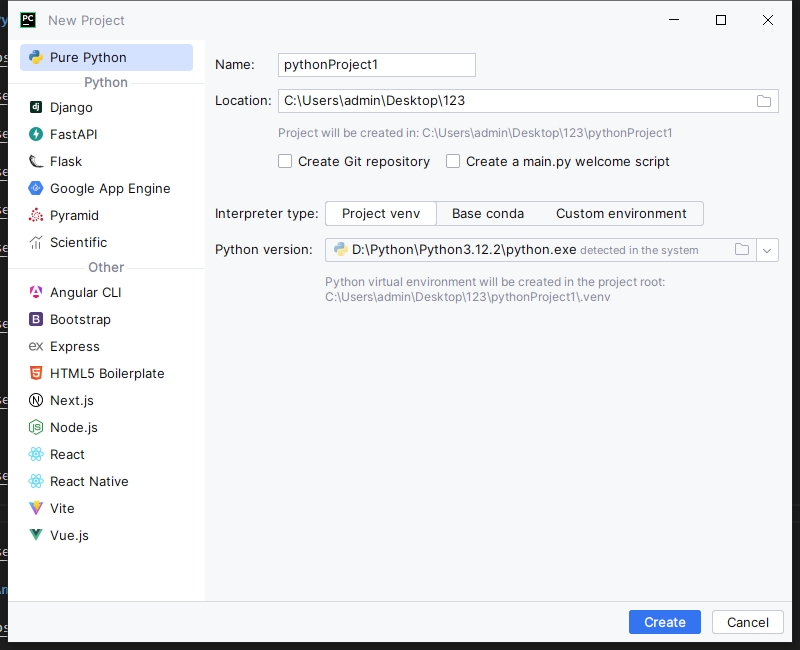 PC New Project
Pure Python
Python
dj Django
FastAPI
Flask
Google App Engine
Pyramid
Scientific
Other
Angular CLI
B Bootstrap
ex Express
HTML5 Boilerplate
N Next.js
JS Node.js
React
React Native
Vite
Vue.js
Name: pythonProject1
Location: C:\Users\admin\Desktop\123
Project will be created in: C:\Users\admin\Desktop\123\pythonProject1
Create Git repository Create a main.py welcome script
Interpreter type: Project venv Base conda Custom environment
Python version: D:\Python\Python3.12.2\python.exe detected in the system
Python virtual environment will be created in the project root:
C:\Users\admin\Desktop\123\pythonProject1\.venv
Create Cancel